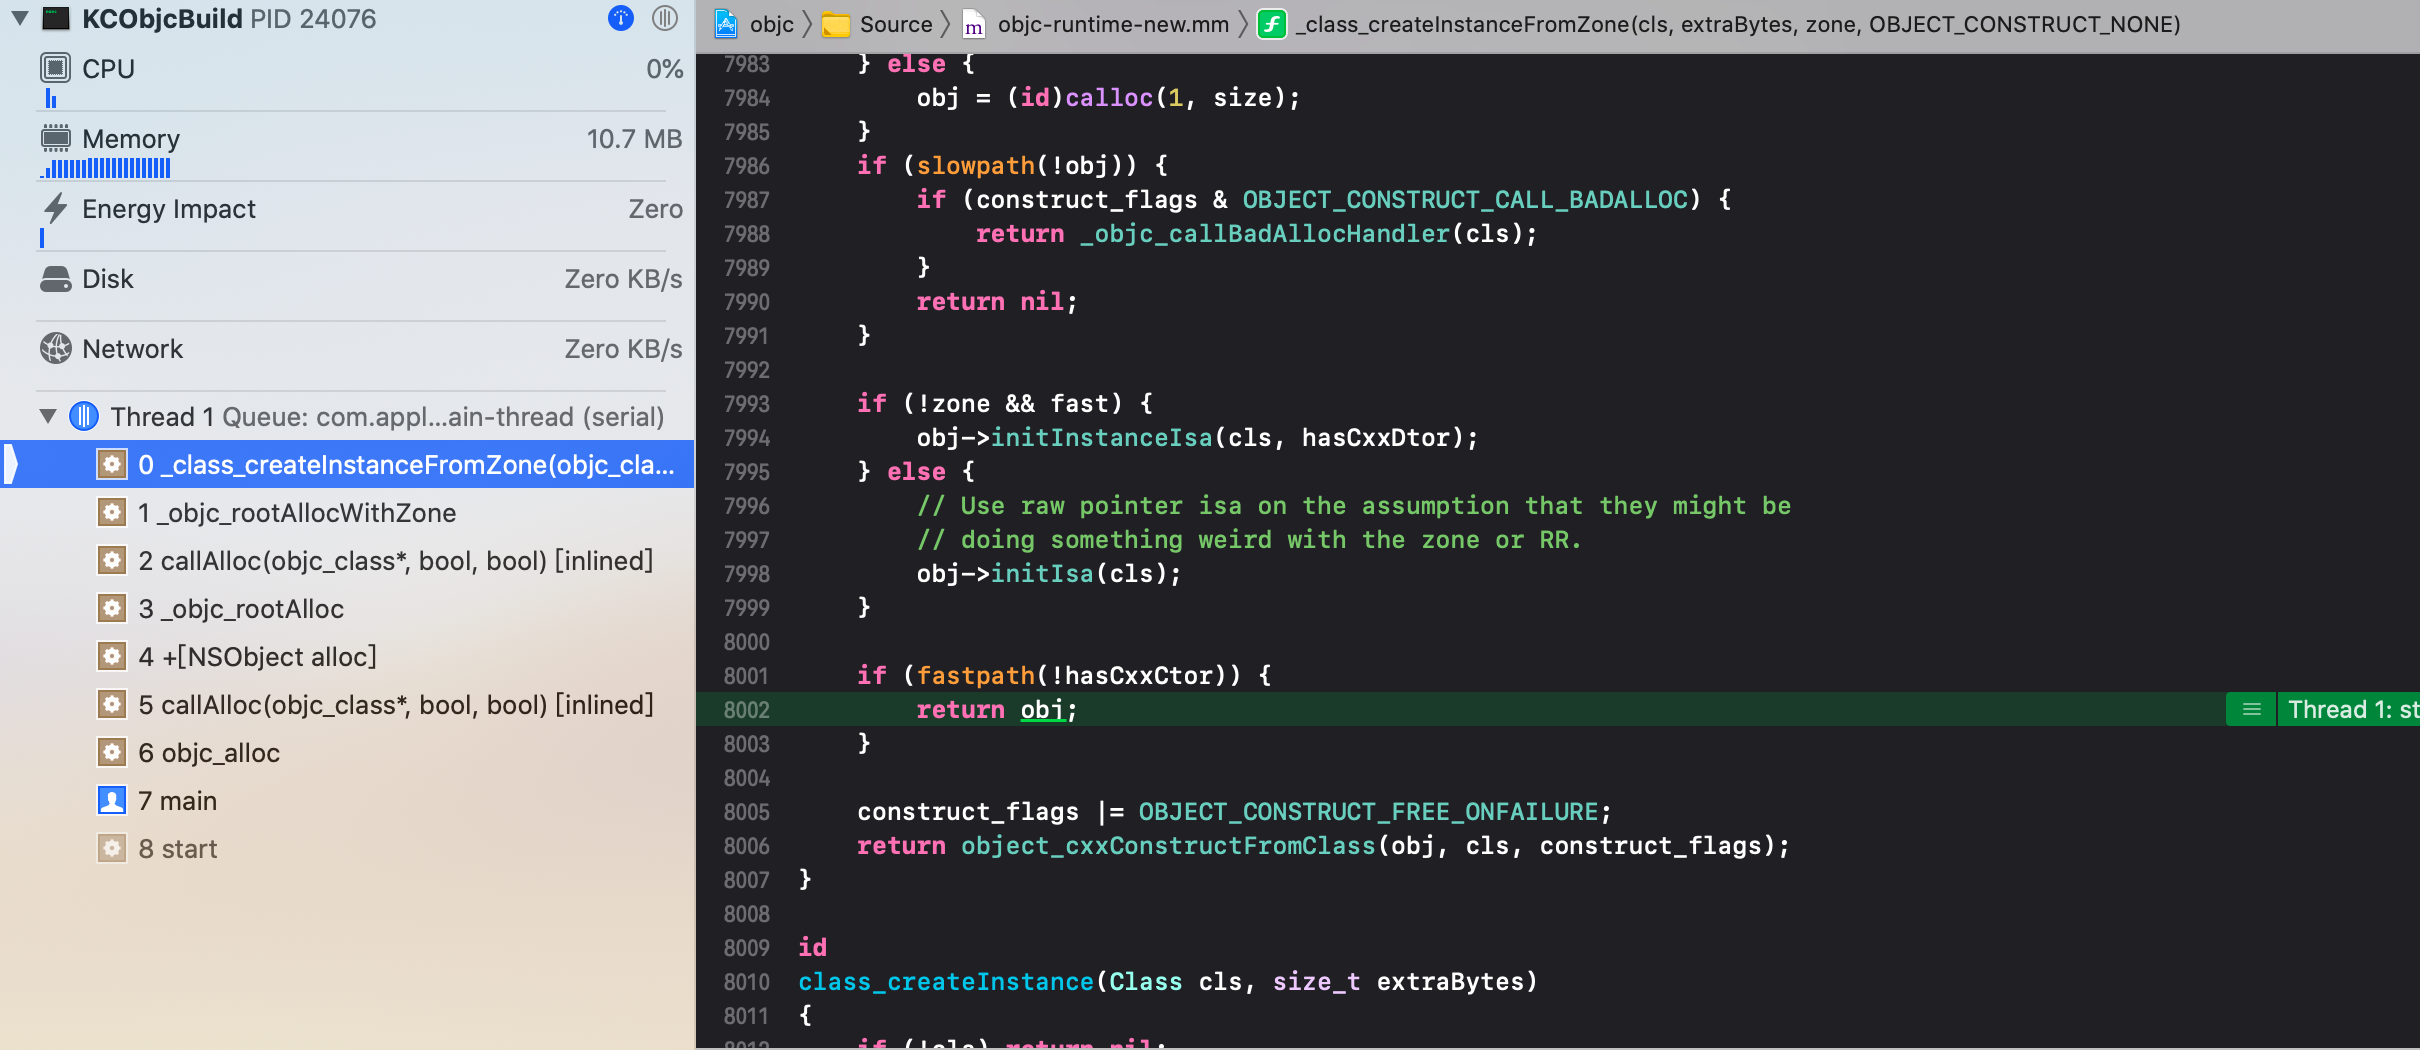 KCObjcBuild PID 24076
CPU 0%
Memory 10.7 MB
Energy Impact Zero
Disk Zero KB/s
Network Zero KB/s
Thread 1 Queue: com.appl...ain-thread (serial)
0 _class_createInstanceFromZone(objc_cla...
1 _objc_rootAllocWithZone
2 callAlloc(objc_class*, bool, bool) [inlined]
3 _objc_rootAlloc
4 +[NSObject alloc]
5 callAlloc(objc_class*, bool, bool) [inlined]
6 objc_alloc
7 main
8 start
objc Source objc-runtime-new.mm _class_createInstanceFromZone(cls, extraBytes, zone, OBJECT_CONSTRUCT_NONE)
7983 } else {
7984 obj = (id)calloc(1, size);
7985 }
7986 if (slowpath(!obj)) {
7987 if (construct_flags & OBJECT_CONSTRUCT_CALL_BADALLOC) {
7988 return _objc_callBadAllocHandler(cls);
7989 }
7990 return nil;
7991 }
7992
7993 if (!zone && fast) {
7994 obj->initInstanceIsa(cls, hasCxxDtor);
7995 } else {
7996 // Use raw pointer isa on the assumption that they might be
7997 // doing something weird with the zone or RR.
7998 obj->initIsa(cls);
7999 }
8000
8001 if (fastpath(!hasCxxCtor)) {
8002 return obj; Thread 1: st
8003 }
8004
8005 construct_flags |= OBJECT_CONSTRUCT_FREE_ONFAILURE;
8006 return object_cxxConstructFromClass(obj, cls, construct_flags);
8007 }
8008
8009 id
8010 class_createInstance(Class cls, size_t extraBytes)
8011 {
8012 if (!cls) return nil;